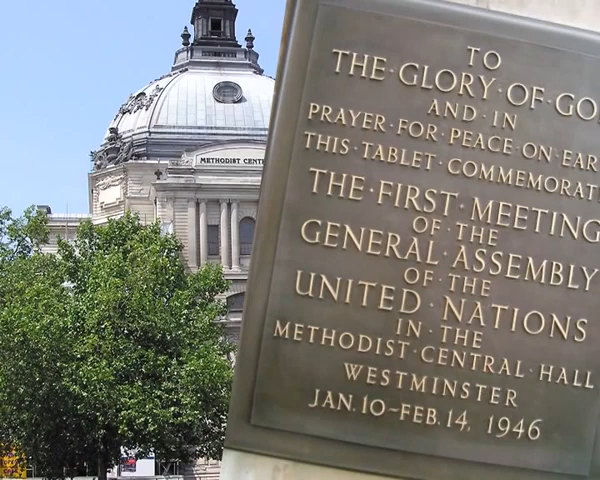 METHODIST CENT
TO
THE·GLORY·OF·GO
AND·IN
PRAYER·FOR·PEACE·ON·EAR
THIS·TABLET·COMMEMORAT
THE·FIRST·MEETING
OF·THE
GENERAL·ASSEMBLY
OF·THE
UNITED·NATIONS
IN·THE
METHODIST·CENTRAL·HALL
WESTMINSTER
JAN.10~FEB.14, 1946